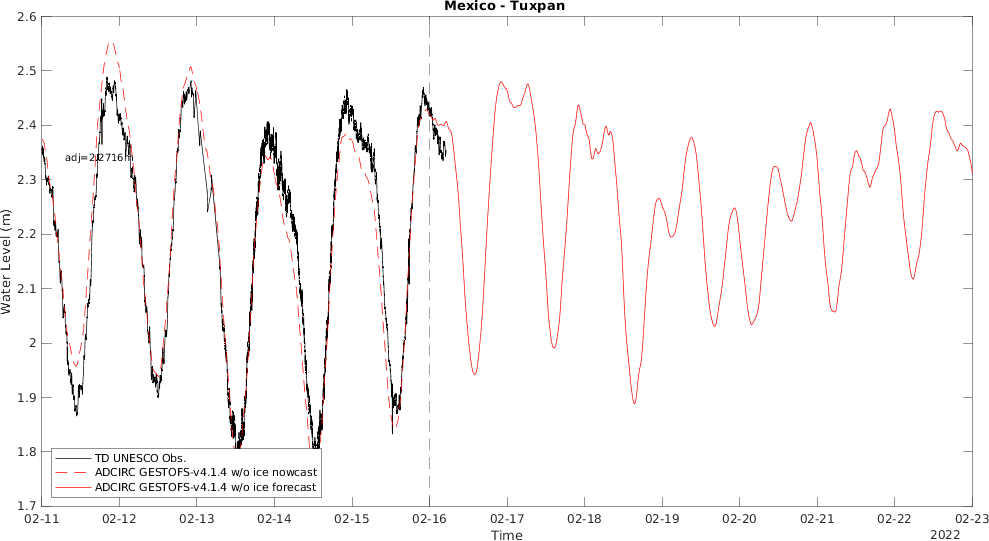 Mexico - Tuxpan
2.6
2.5
2.4
2.3
2.2
2.1
2
1.9
1.8
1.7
Water Level (m)
adj=2.2716m
TD UNESCO Obs.
ADCIRC GESTOFS-v4.1.4 w/o ice nowcast
ADCIRC GESTOFS-v4.1.4 w/o ice forecast
02-11 02-12 02-13 02-14 02-15 02-16 02-17 02-18 02-19 02-20 02-21 02-22 02-23
Time
2022